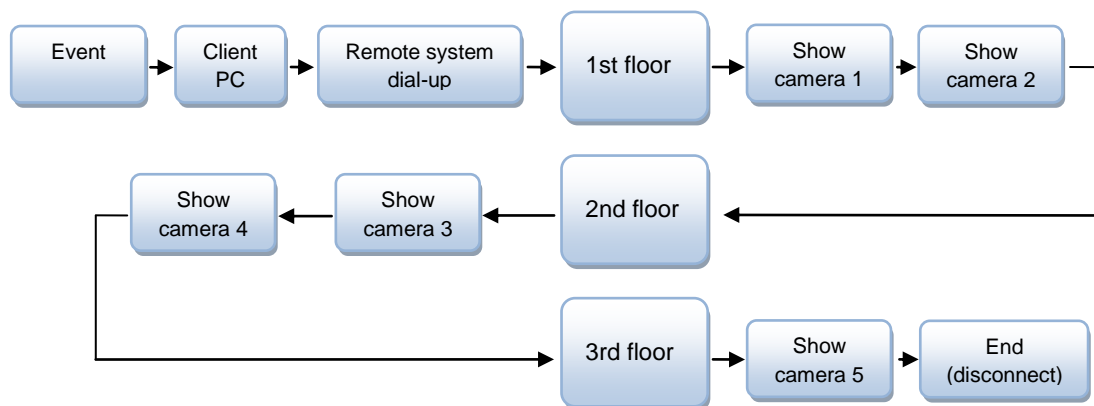 Event
Client
PC
Remote system
dial-up
1st floor
Show
camera 1
Show
camera 2
2nd floor
Show
camera 3
Show
camera 4
3rd floor
Show
camera 5
End
(disconnect)